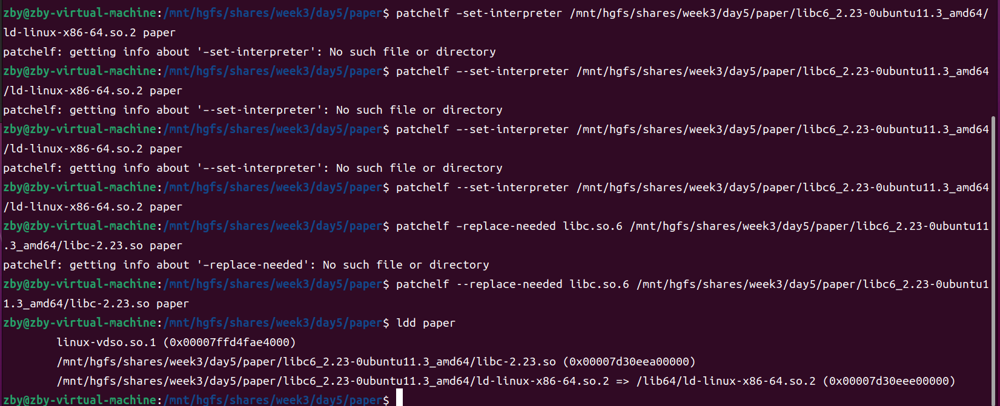 zby@zby-virtual-machine:/mnt/hgfs/shares/week3/day5/paper$ patchelf –set-interpreter /mnt/hgfs/shares/week3/day5/paper/libc6_2.23-0ubuntu11.3_amd64/
ld-linux-x86-64.so.2 paper
patchelf: getting info about '–set-interpreter': No such file or directory
zby@zby-virtual-machine:/mnt/hgfs/shares/week3/day5/paper$ patchelf –-set-interpreter /mnt/hgfs/shares/week3/day5/paper/libc6_2.23-0ubuntu11.3_amd64
/ld-linux-x86-64.so.2 paper
patchelf: getting info about '–-set-interpreter': No such file or directory
zby@zby-virtual-machine:/mnt/hgfs/shares/week3/day5/paper$ patchelf –-set-interpreter /mnt/hgfs/shares/week3/day5/paper/libc6_2.23-0ubuntu11.3_amd64
/ld-linux-x86-64.so.2 paper
patchelf: getting info about '–-set-interpreter': No such file or directory
zby@zby-virtual-machine:/mnt/hgfs/shares/week3/day5/paper$ patchelf --set-interpreter /mnt/hgfs/shares/week3/day5/paper/libc6_2.23-0ubuntu11.3_amd64
/ld-linux-x86-64.so.2 paper
zby@zby-virtual-machine:/mnt/hgfs/shares/week3/day5/paper$ patchelf –replace-needed libc.so.6 /mnt/hgfs/shares/week3/day5/paper/libc6_2.23-0ubuntu11
.3_amd64/libc-2.23.so paper
patchelf: getting info about '–replace-needed': No such file or directory
zby@zby-virtual-machine:/mnt/hgfs/shares/week3/day5/paper$ patchelf --replace-needed libc.so.6 /mnt/hgfs/shares/week3/day5/paper/libc6_2.23-0ubuntu1
1.3_amd64/libc-2.23.so paper
zby@zby-virtual-machine:/mnt/hgfs/shares/week3/day5/paper$ ldd paper
linux-vdso.so.1 (0x00007ffd4fae4000)
/mnt/hgfs/shares/week3/day5/paper/libc6_2.23-0ubuntu11.3_amd64/libc-2.23.so (0x00007d30eea00000)
/mnt/hgfs/shares/week3/day5/paper/libc6_2.23-0ubuntu11.3_amd64/ld-linux-x86-64.so.2 => /lib64/ld-linux-x86-64.so.2 (0x00007d30eee00000)
zby@zby-virtual-machine:/mnt/hgfs/shares/week3/day5/paper$